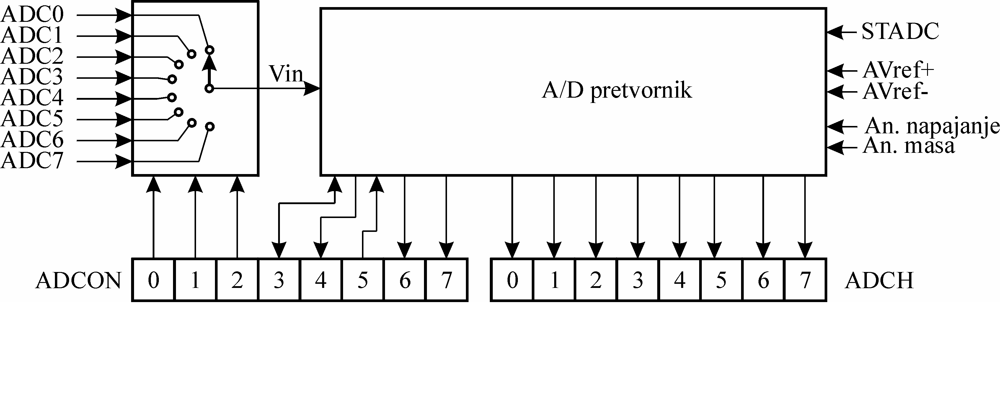 ADC0
ADC1
ADC2
ADC3
ADC4
ADC5
ADC6
ADC7
Vin
A/D pretvornik
STADC
AVref+
AVref-
An. napajanje
An. masa
ADCON 0 1 2 3 4 5 6 7
0 1 2 3 4 5 6 7 ADCH